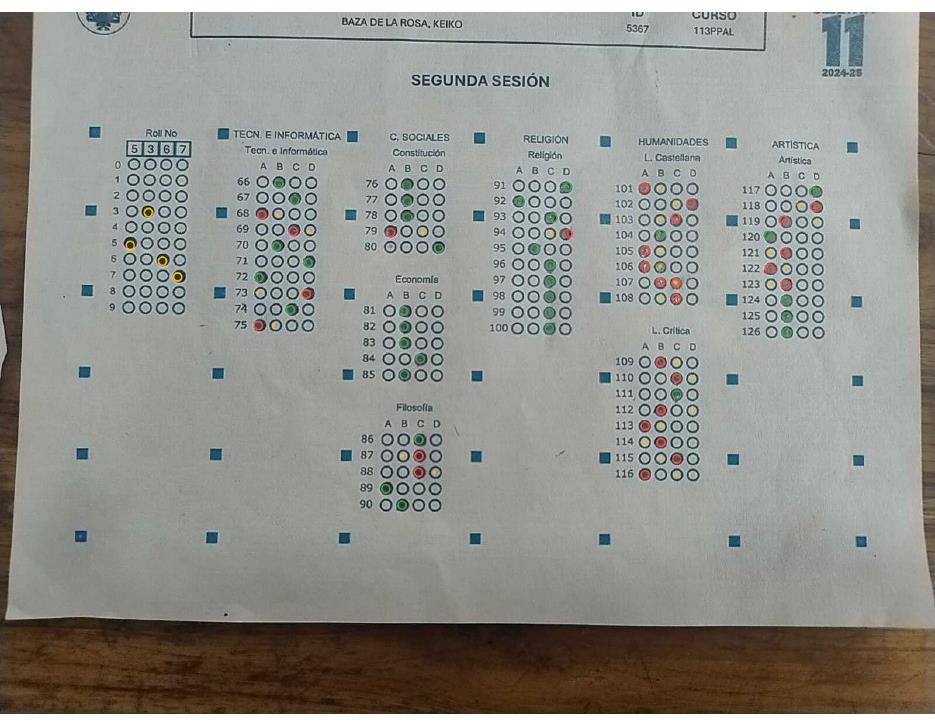 ID
CURSO
BAZA DE LA ROSA, KEIKO
5367
113PPAL
11
2024-25
SEGUNDA SESIÓN
Roll No
5 3 6 7
0
1
2
3
4
5
6
7
8
9
TECN. E INFORMÁTICA
Tecn. e Informática
A B C D
66
67
68
69
70
71
72
73
74
75
C. SOCIALES
Constitución
A B C D
76
77
78
79
80
Economía
A B C D
81
82
83
84
85
Filosofía
A B C D
86
87
88
89
90
RELIGIÓN
Religión
A B C D
91
92
93
94
95
96
97
98
99
100
HUMANIDADES
L. Castellana
A B C D
101
102
103
104
105
106
107
108
L. Crítica
A B C D
109
110
111
112
113
114
115
116
ARTÍSTICA
Artística
A B C D
117
118
119
120
121
122
123
124
125
126